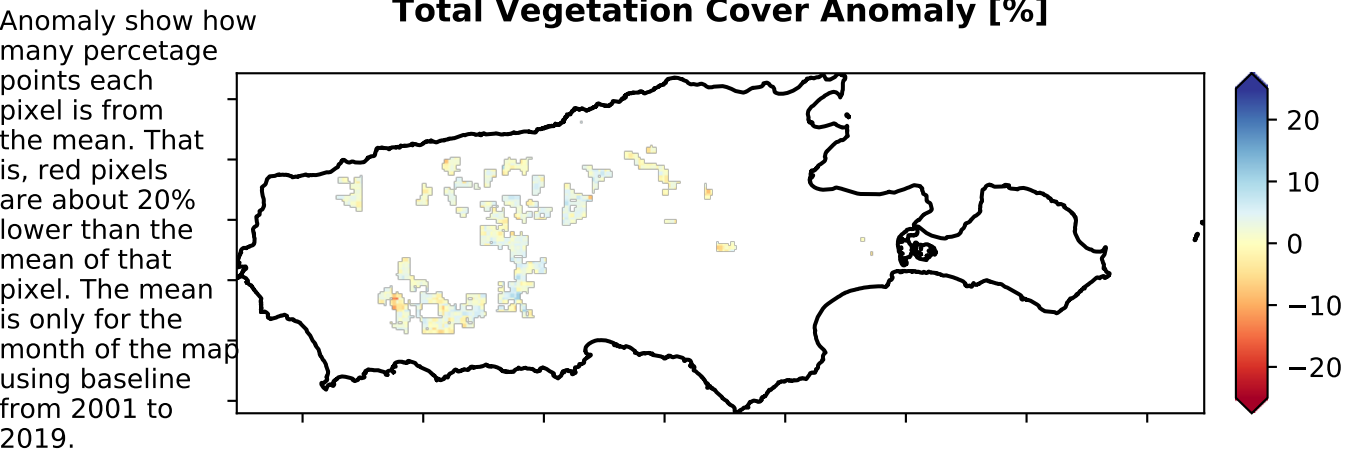 Total Vegetation Cover Anomaly [%]
Anomaly show how
many percetage
points each
pixel is from
the mean. That
is, red pixels
are about 20%
lower than the
mean of that
pixel. The mean
is only for the
month of the map
using baseline
from 2001 to
2019.
20
10
0
−10
−20